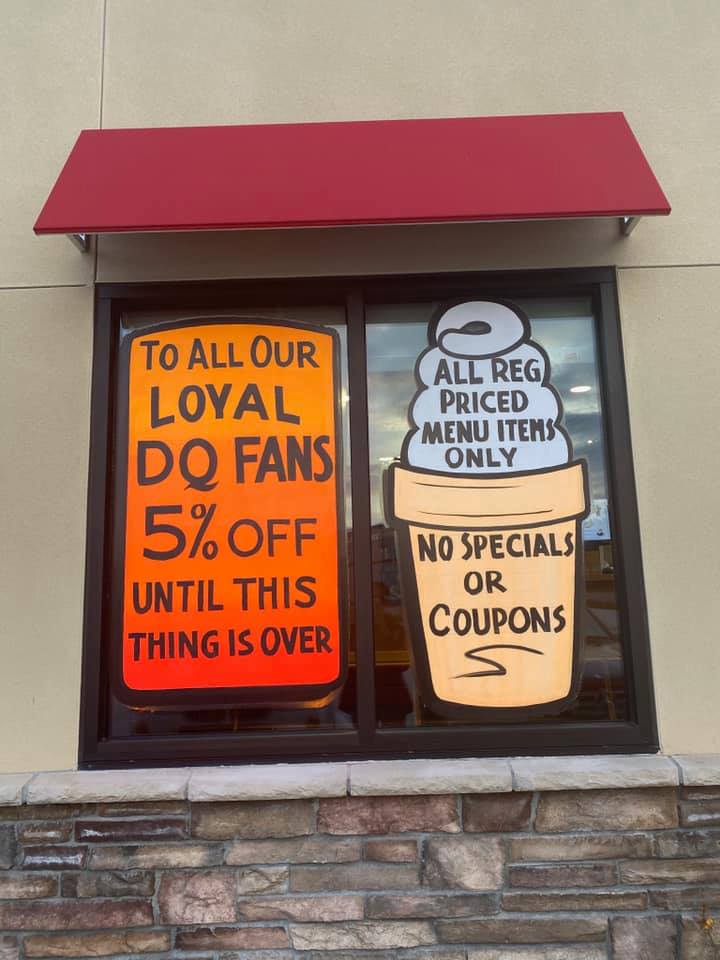 TO ALL OUR
LOYAL
DQ FANS
5% OFF
UNTIL THIS
THING IS OVER
ALL REG
PRICED
MENU ITEMS
ONLY
NO SPECIALS
OR
COUPONS